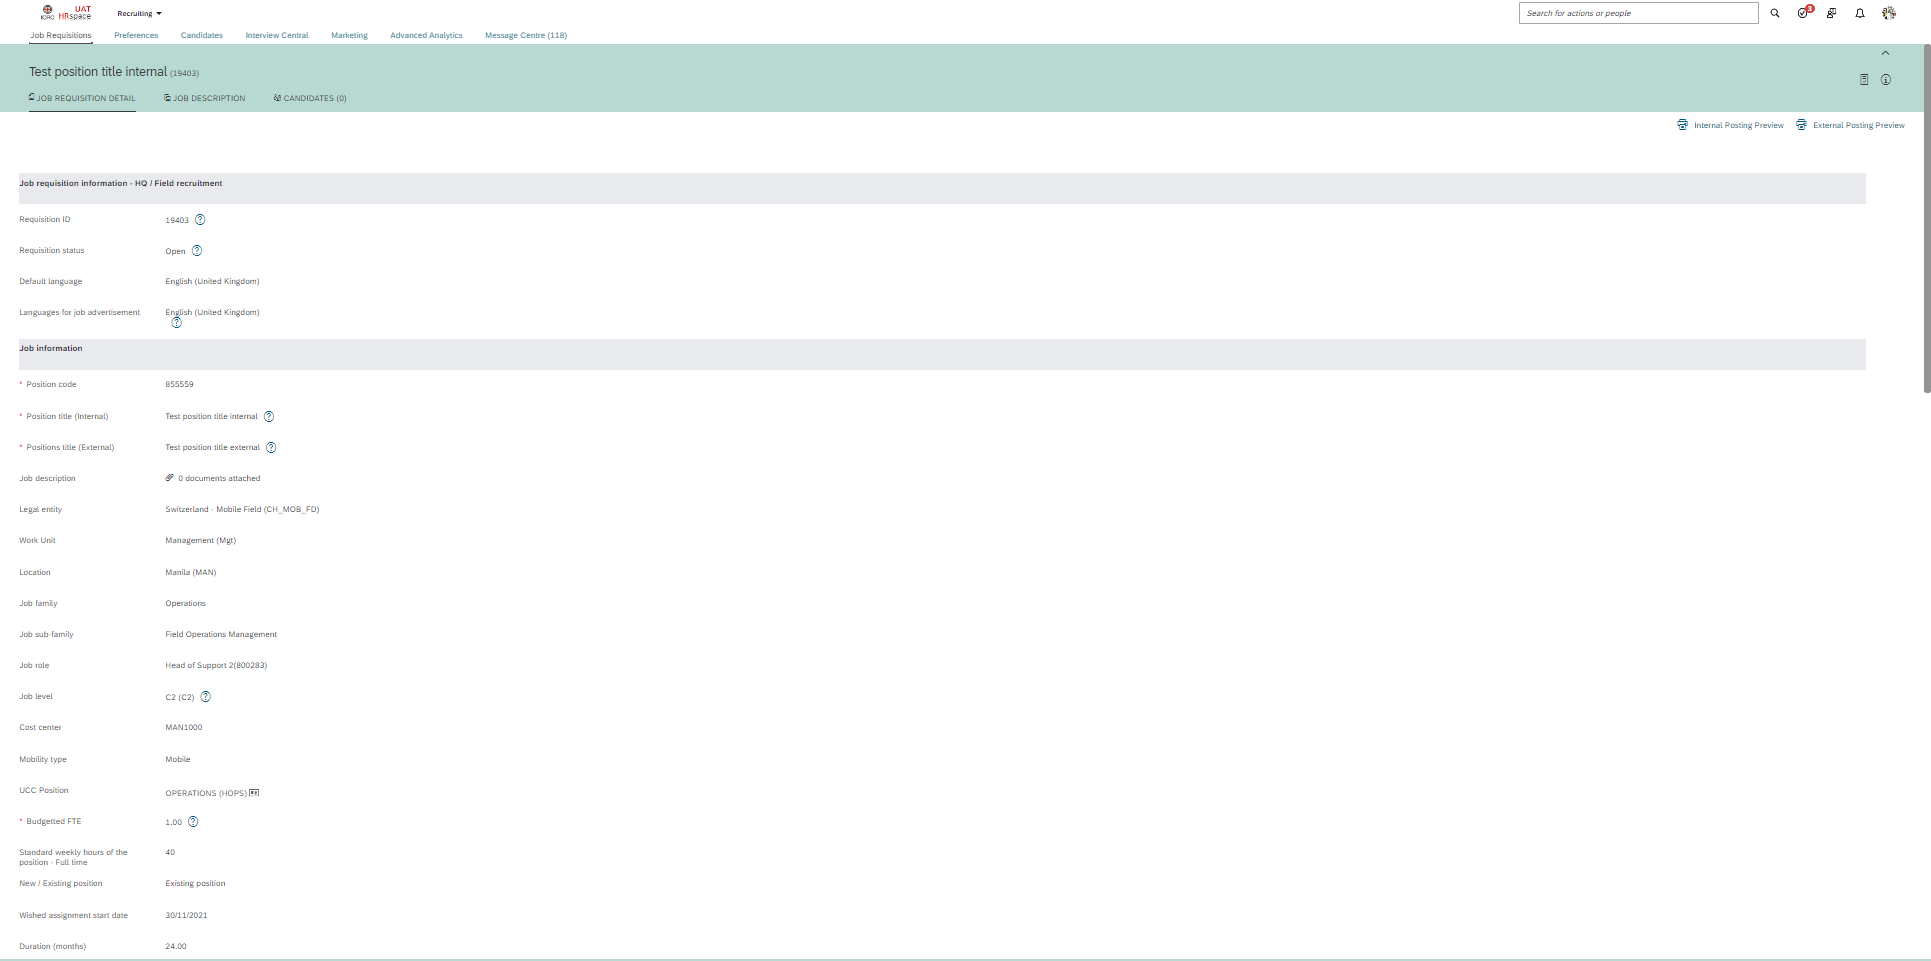 ICRC UAT HRspace Recruiting Search for actions or people 3
Job Requisitions Preferences Candidates Interview Central Marketing Advanced Analytics Message Centre (118)
Test position title internal (19403)
JOB REQUISITION DETAIL JOB DESCRIPTION CANDIDATES (0)
Internal Posting Preview External Posting Preview
Job requisition information - HQ / Field recruitment
Requisition ID 19403
Requisition status Open
Default language English (United Kingdom)
Languages for job advertisement English (United Kingdom)
Job information
* Position code 855559
* Position title (Internal) Test position title internal
* Positions title (External) Test position title external
Job description 0 documents attached
Legal entity Switzerland - Mobile Field (CH_MOB_FD)
Work Unit Management (Mgt)
Location Manila (MAN)
Job family Operations
Job sub-family Field Operations Management
Job role Head of Support 2(800283)
Job level C2 (C2)
Cost center MAN1000
Mobility type Mobile
UCC Position OPERATIONS (HOPS)
* Budgetted FTE 1.00
Standard weekly hours of the 40
position - Full time
New / Existing position Existing position
Wished assignment start date 30/11/2021
Duration (months) 24.00